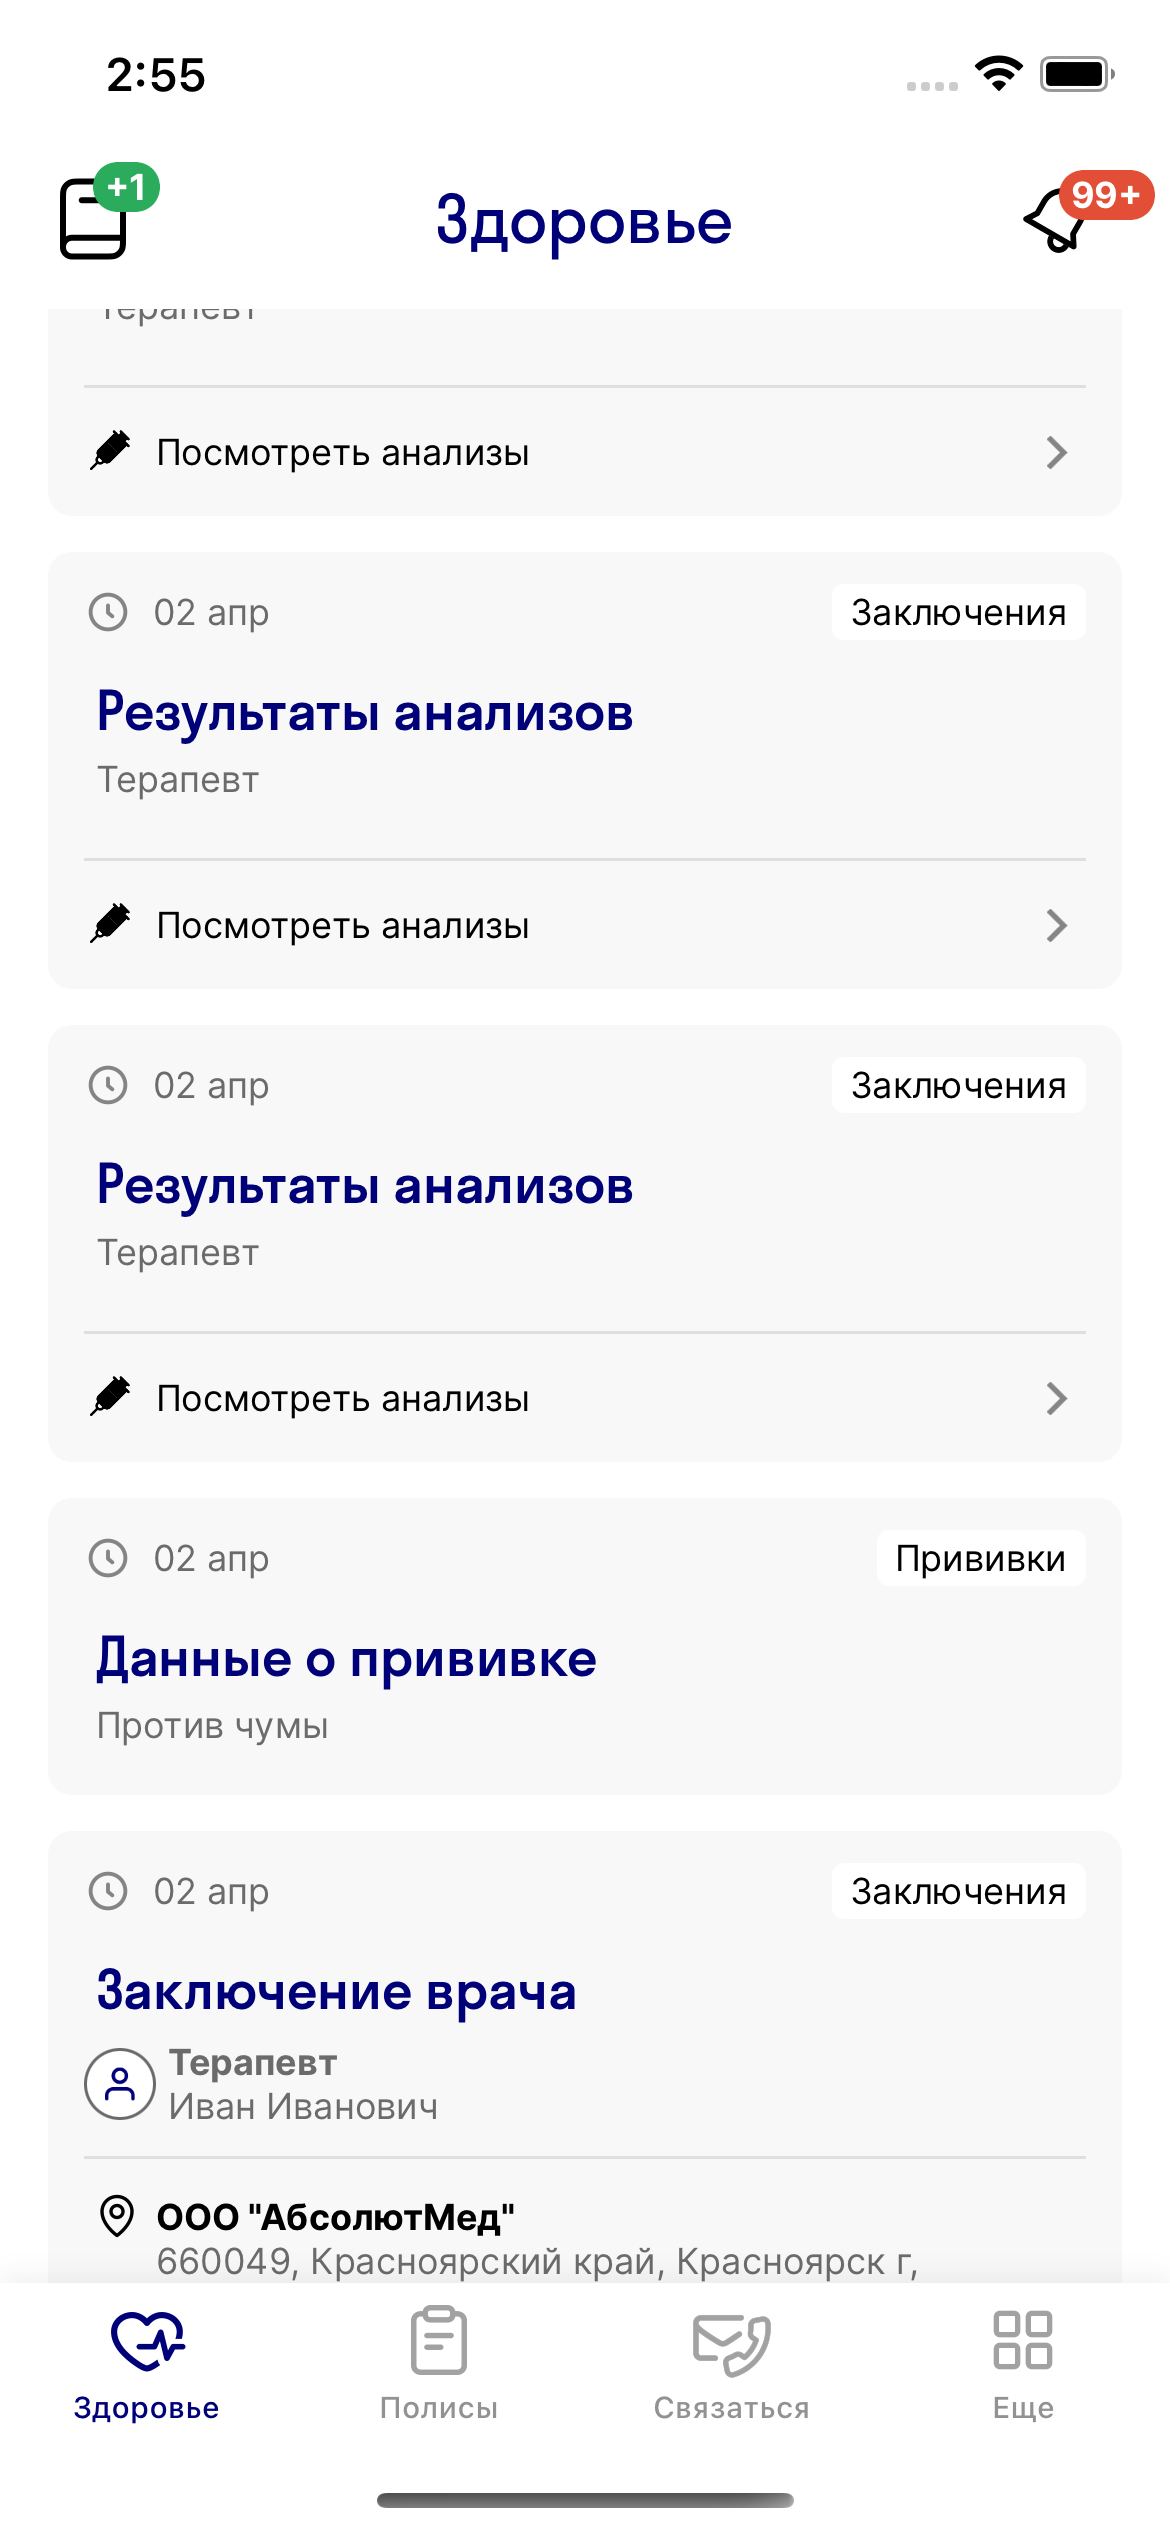 2:55
+1
Здоровье
99+
Терапевт
Посмотреть анализы
02 апр
Заключения
Результаты анализов
Терапевт
Посмотреть анализы
02 апр
Заключения
Результаты анализов
Терапевт
Посмотреть анализы
02 апр
Прививки
Данные о прививке
Против чумы
02 апр
Заключения
Заключение врача
Терапевт
Иван Иванович
ООО "АбсолютМед"
660049, Красноярский край, Красноярск г,
Здоровье
Полисы
Связаться
Еще